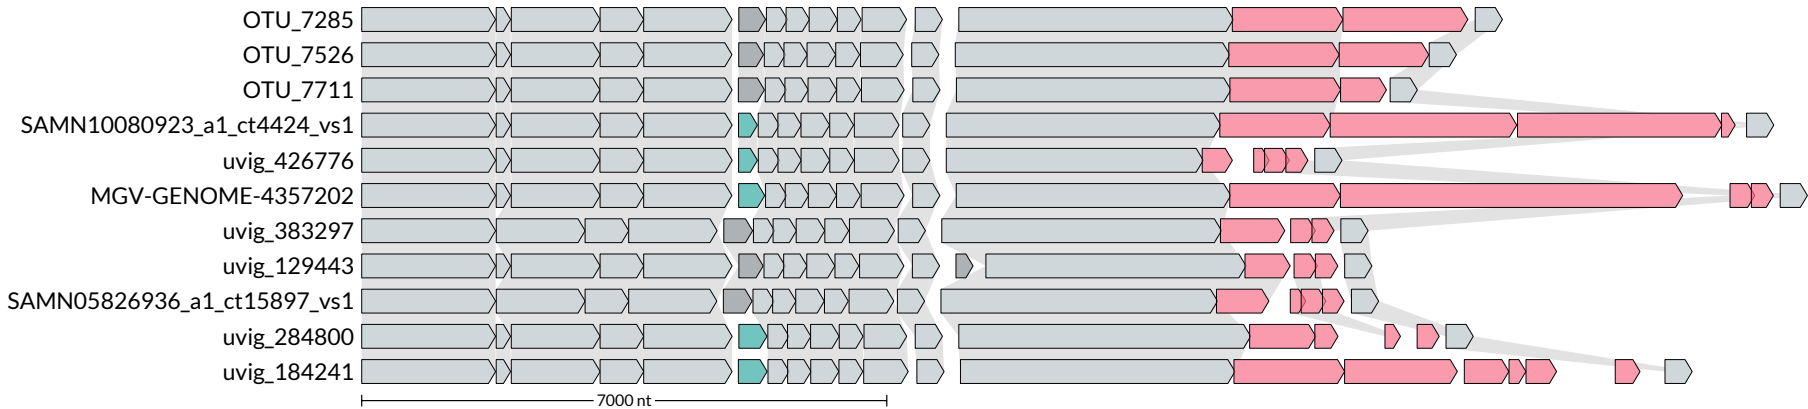 OTU_7285
OTU_7526
OTU_7711
SAMN10080923_a1_ct4424_vs1
uvig_426776
MGV-GENOME-4357202
uvig_383297
uvig_129443
SAMN05826936_a1_ct15897_vs1
uvig_284800
uvig_184241
7000 nt